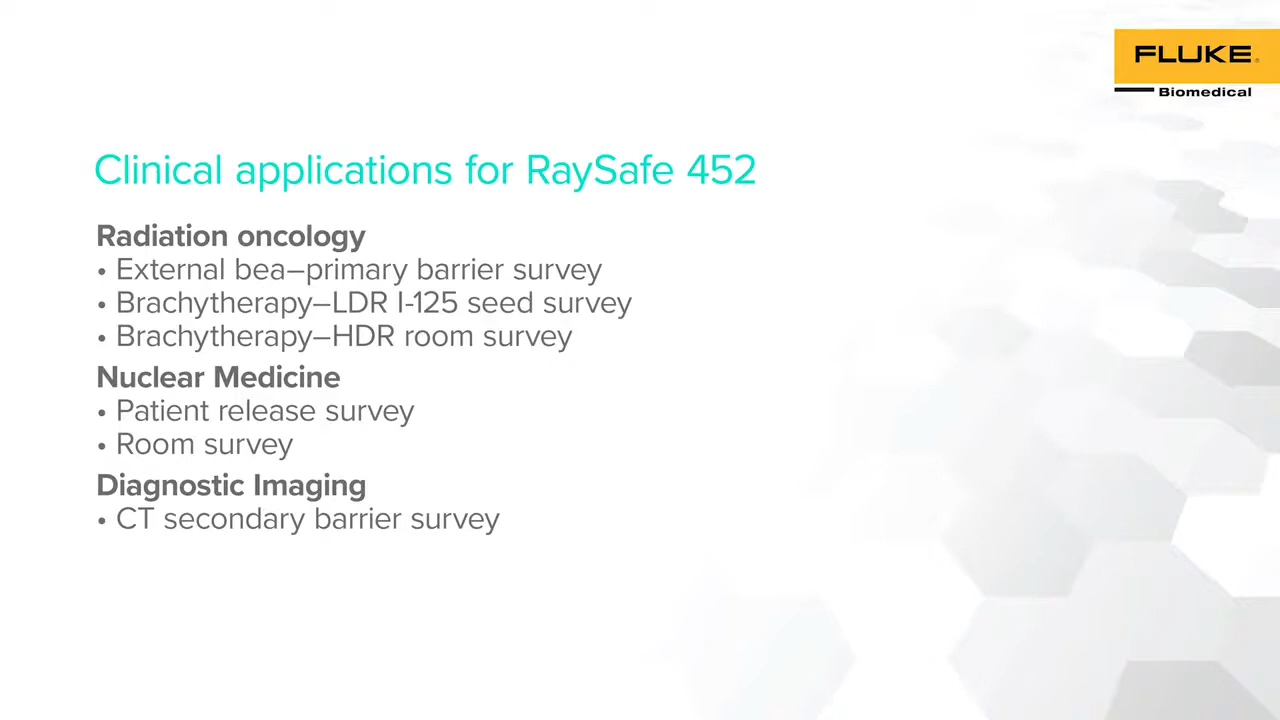 FLUKE
Biomedical
Clinical applications for RaySafe 452
Radiation oncology
• External bea–primary barrier survey
• Brachytherapy–LDR I-125 seed survey
• Brachytherapy–HDR room survey
Nuclear Medicine
• Patient release survey
• Room survey
Diagnostic Imaging
• CT secondary barrier survey